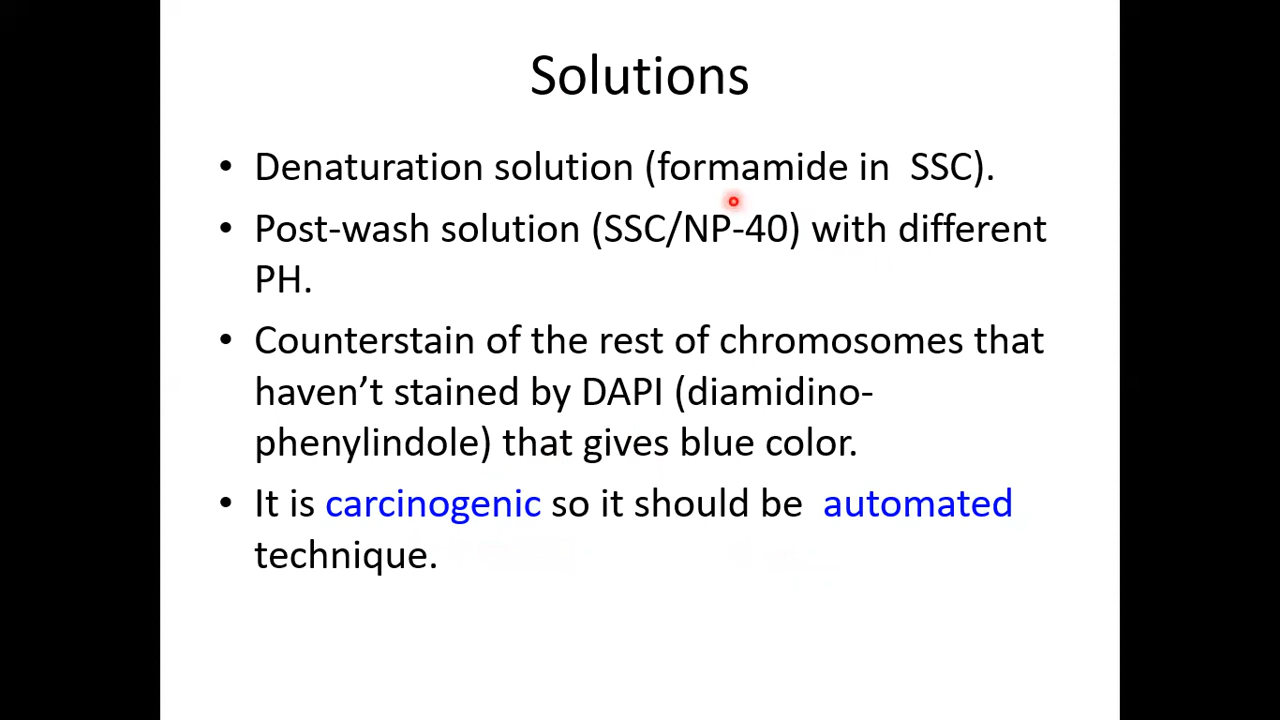 Solutions
• Denaturation solution (formamide in  SSC).
• Post-wash solution (SSC/NP-40) with different
PH.
• Counterstain of the rest of chromosomes that
haven’t stained by DAPI (diamidino-
phenylindole) that gives blue color.
• It is carcinogenic so it should be  automated
technique.